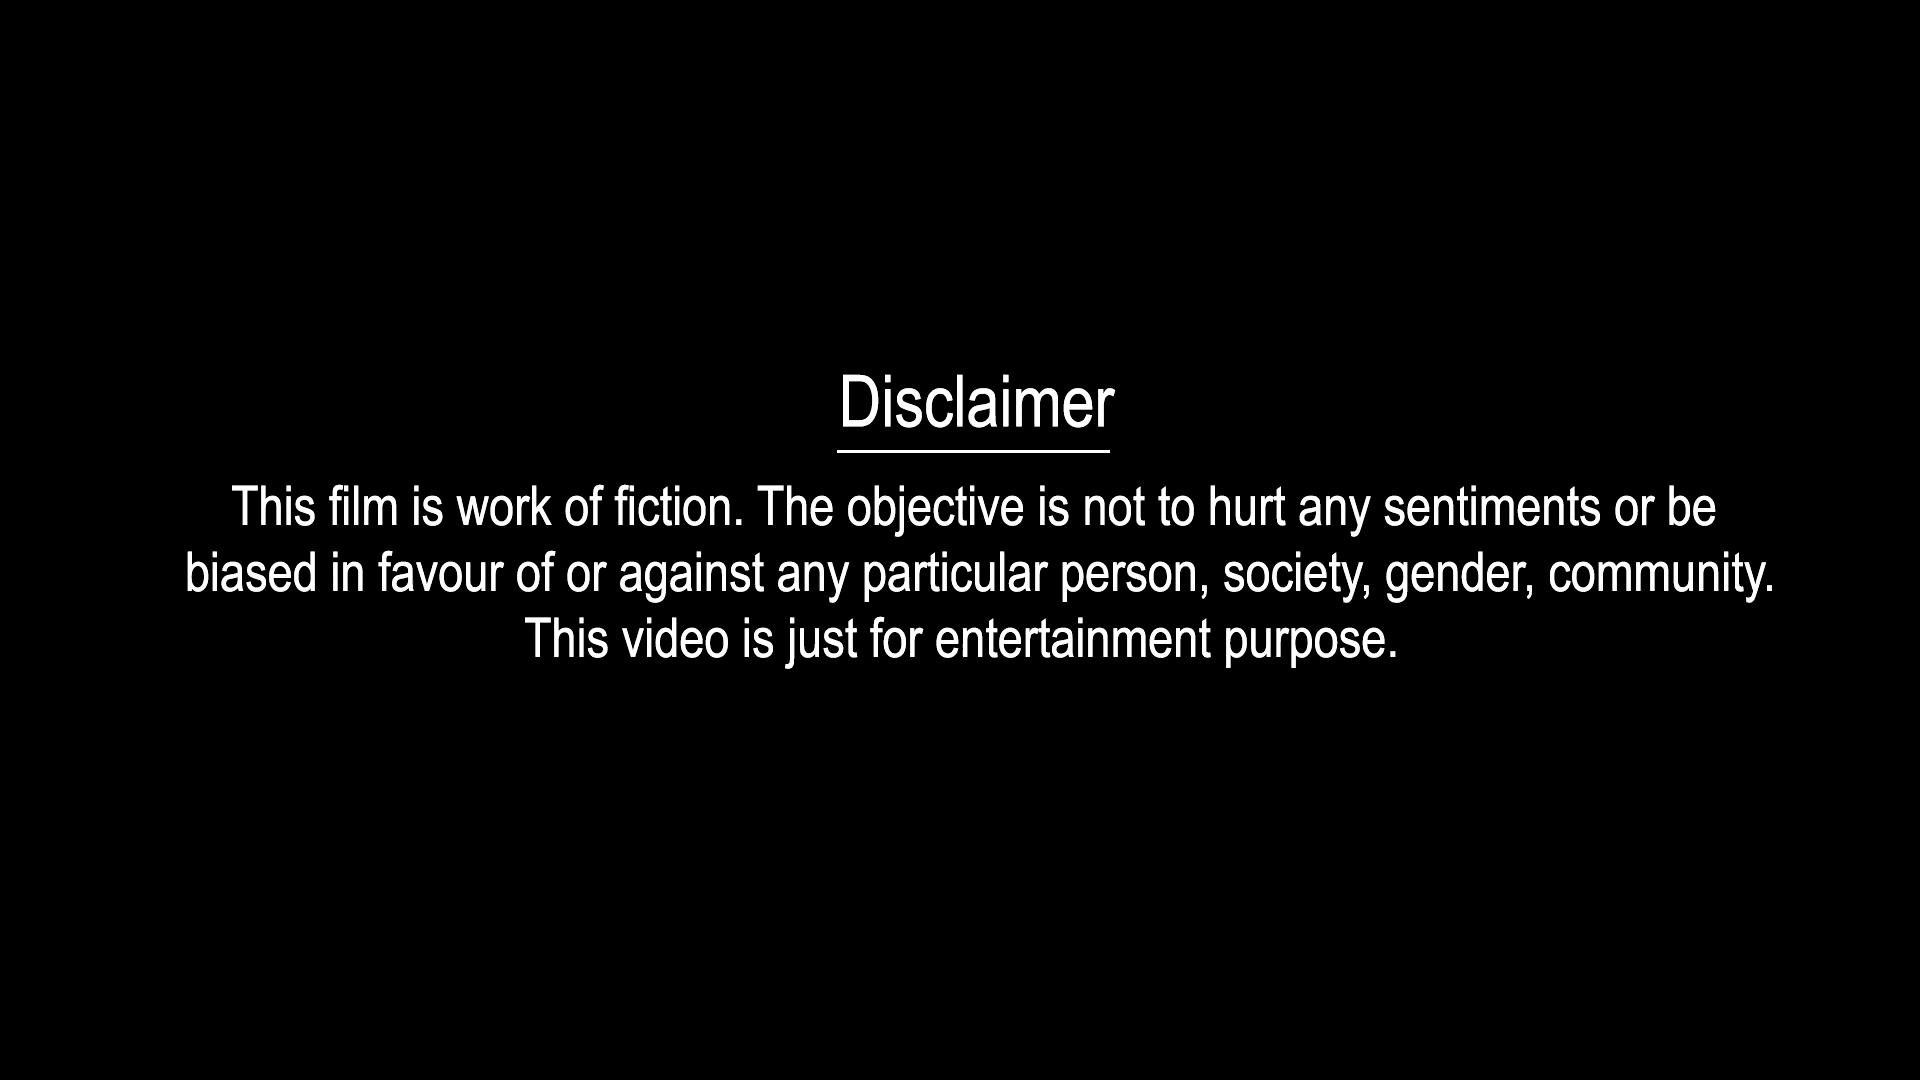 Disclaimer
This film is work of fiction. The objective is not to hurt any sentiments or be
biased in favour of or against any particular person, society, gender, community.
This video is just for entertainment purpose.